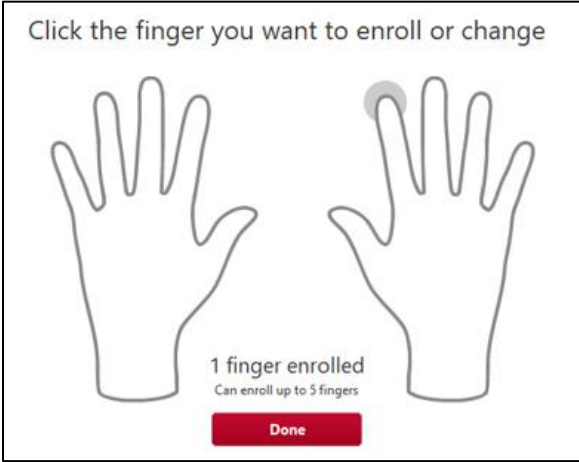 Click the finger you want to enroll or change
1 finger enrolled
Can enroll up to 5 fingers
Done